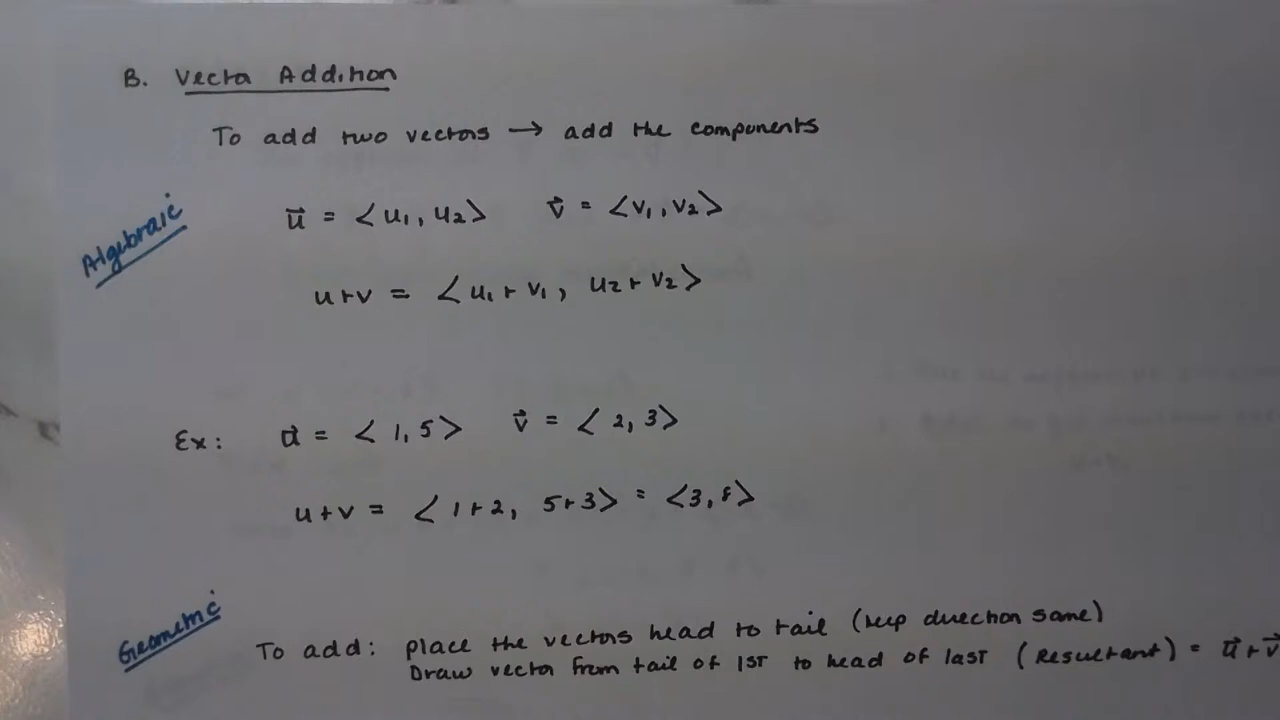 B. Vector Addition
To add two vectors → add the components
Algebraic
u⃗ = <u₁, u₂> v⃗ = <v₁, v₂>
u+v = <u₁ + v₁, u₂ + v₂>
Ex: u⃗ = <1, 5> v⃗ = <2, 3>
u+v = <1+2, 5+3> = <3, 8>
Geometric
To add: place the vectors head to tail (keep direction same)
Draw vector from tail of 1ST to head of last (Resultant) = u⃗ + v⃗